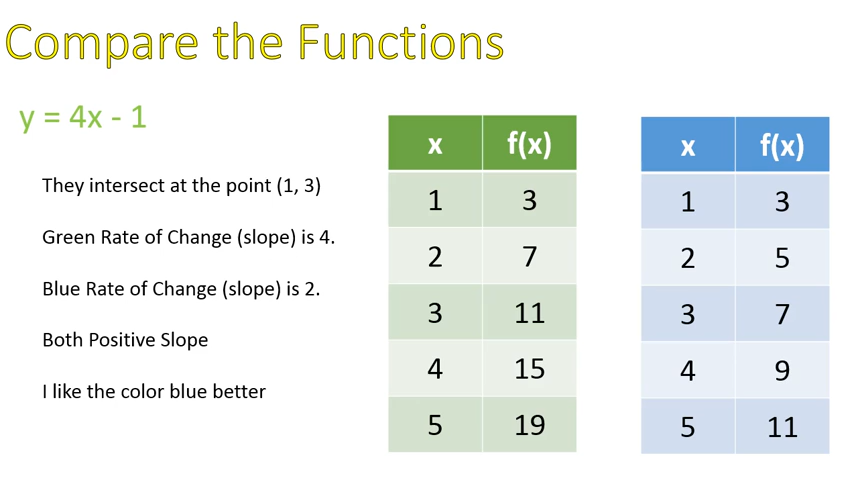 Compare the Functions
y = 4x - 1
They intersect at the point (1, 3)
Green Rate of Change (slope) is 4.
Blue Rate of Change (slope) is 2.
Both Positive Slope
I like the color blue better
x f(x)
1 3
2 7
3 11
4 15
5 19
x f(x)
1 3
2 5
3 7
4 9
5 11